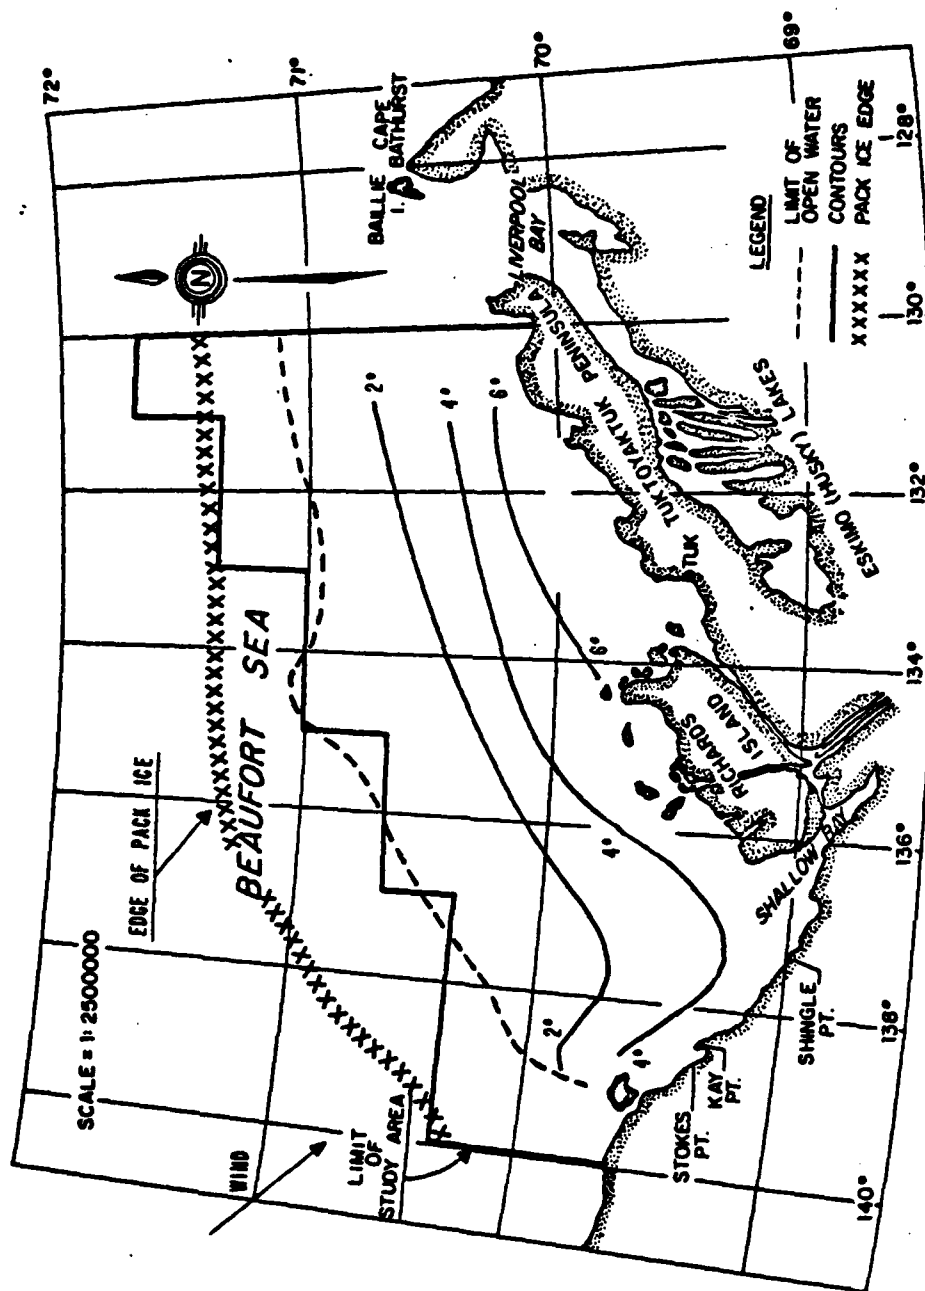 SCALE = 1: 2500000
WIND
EDGE OF PACK ICE
LIMIT
OF
STUDY AREA
BEAUFORT SEA
N
72°
71°
70°
69°
BAILLIE
I.
CAPE
BATHURST
LIVERPOOL
BAY
2°
4°
6°
6°
4°
2°
4°
TUKTOYAKTUK PENINSULA
TUK
ESKIMO (HUSKY) LAKES
RICHARDS
ISLAND
SHALLOW BAY
SHINGLE
PT.
KAY
PT.
STOKES
PT.
140°
138°
136°
134°
132°
130°
128°
LEGEND
----- LIMIT OF
OPEN WATER
CONTOURS
XXXXXX PACK ICE EDGE